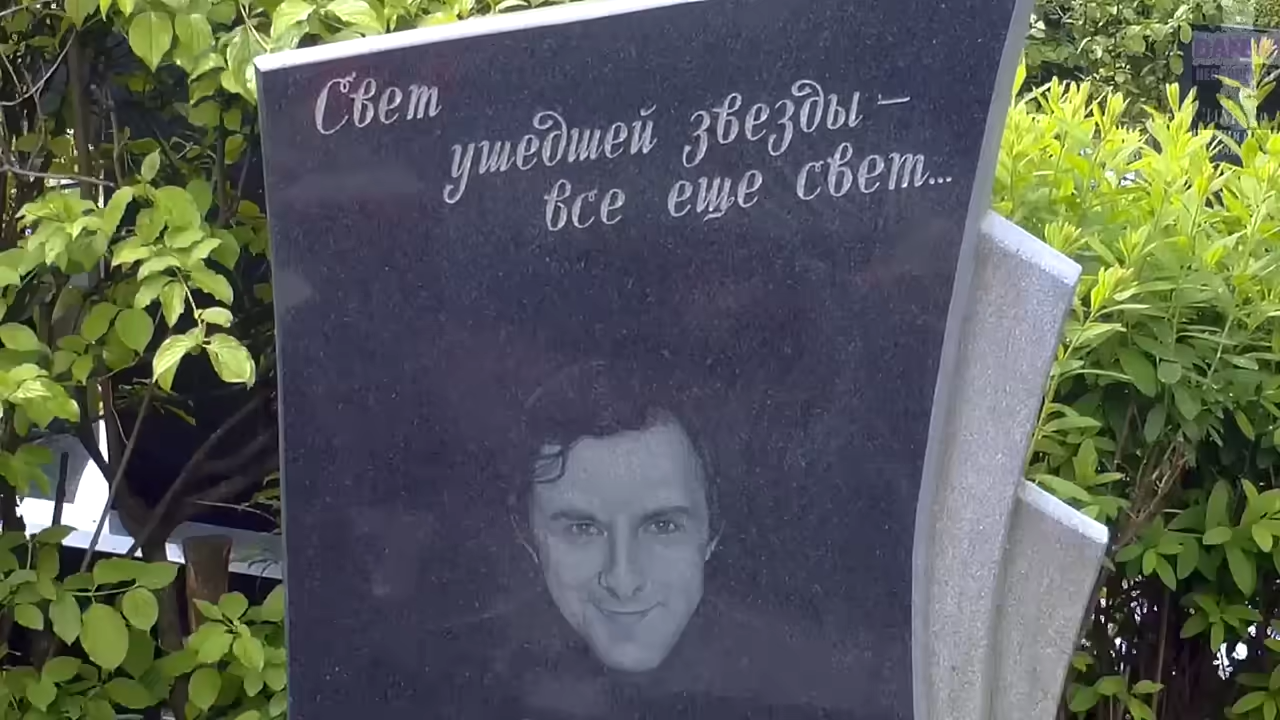 Свет
ушедшей звезды –
все еще свет...